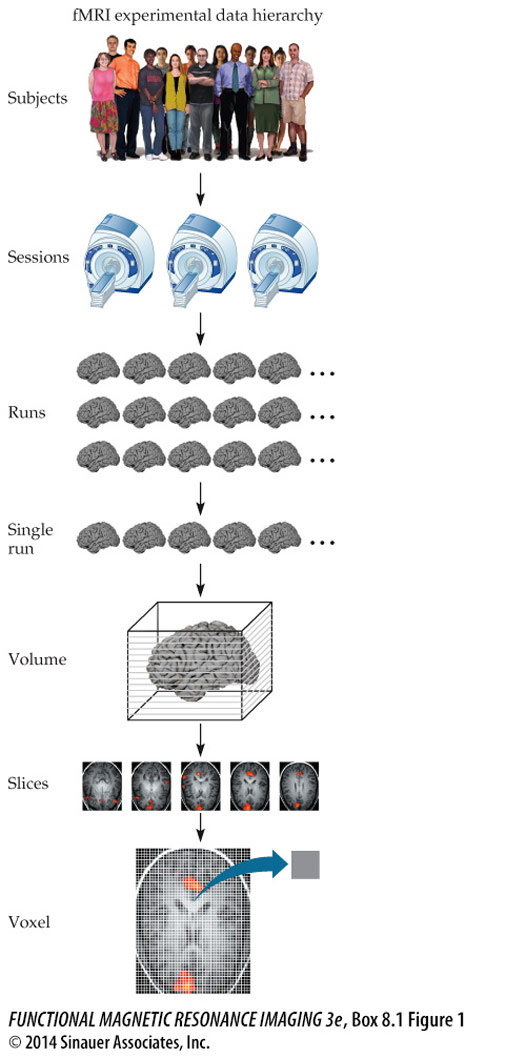 fMRI experimental data hierarchy
Subjects
Sessions
Runs
Single
run
Volume
Slices
Voxel
FUNCTIONAL MAGNETIC RESONANCE IMAGING 3e, Box 8.1 Figure 1
© 2014 Sinauer Associates, Inc.